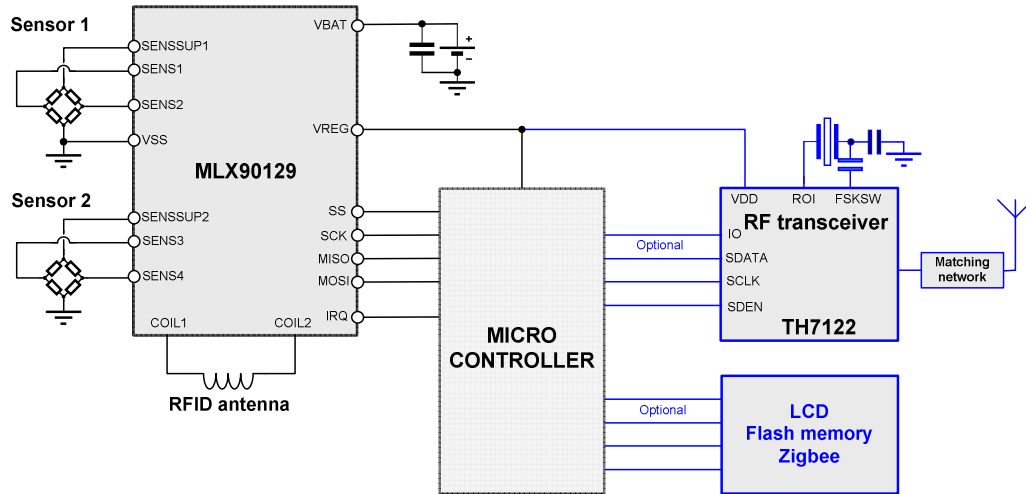 Sensor 1
SENSSUP1
SENS1
SENS2
VSS
Sensor 2
SENSSUP2
SENS3
SENS4
COIL1
COIL2
RFID antenna
MLX90129
VBAT
+
−
VREG
SS
SCK
MISO
MOSI
IRQ
MICRO
CONTROLLER
Optional
VDD
ROI
FSKSW
RF transceiver
IO
SDATA
SCLK
SDEN
TH7122
Matching
network
Optional
LCD
Flash memory
Zigbee